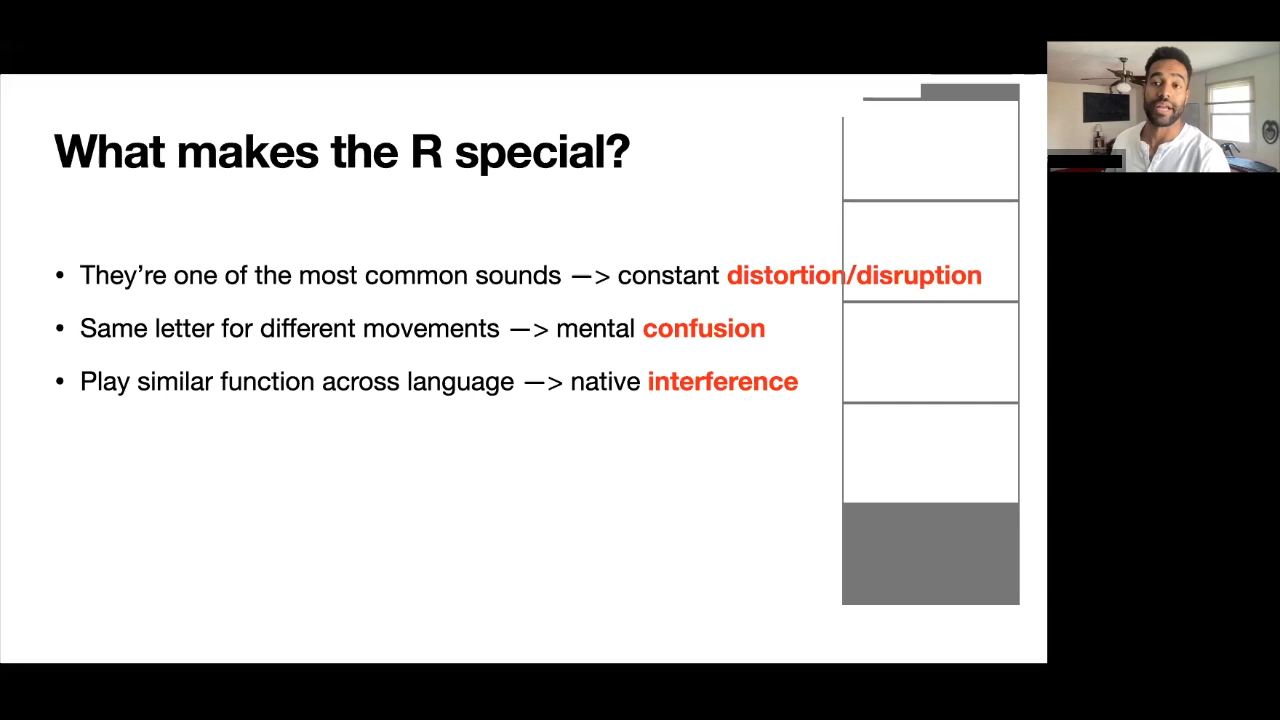 What makes the R special?
• They’re one of the most common sounds —> constant distortion/disruption
• Same letter for different movements —> mental confusion
• Play similar function across language —> native interference